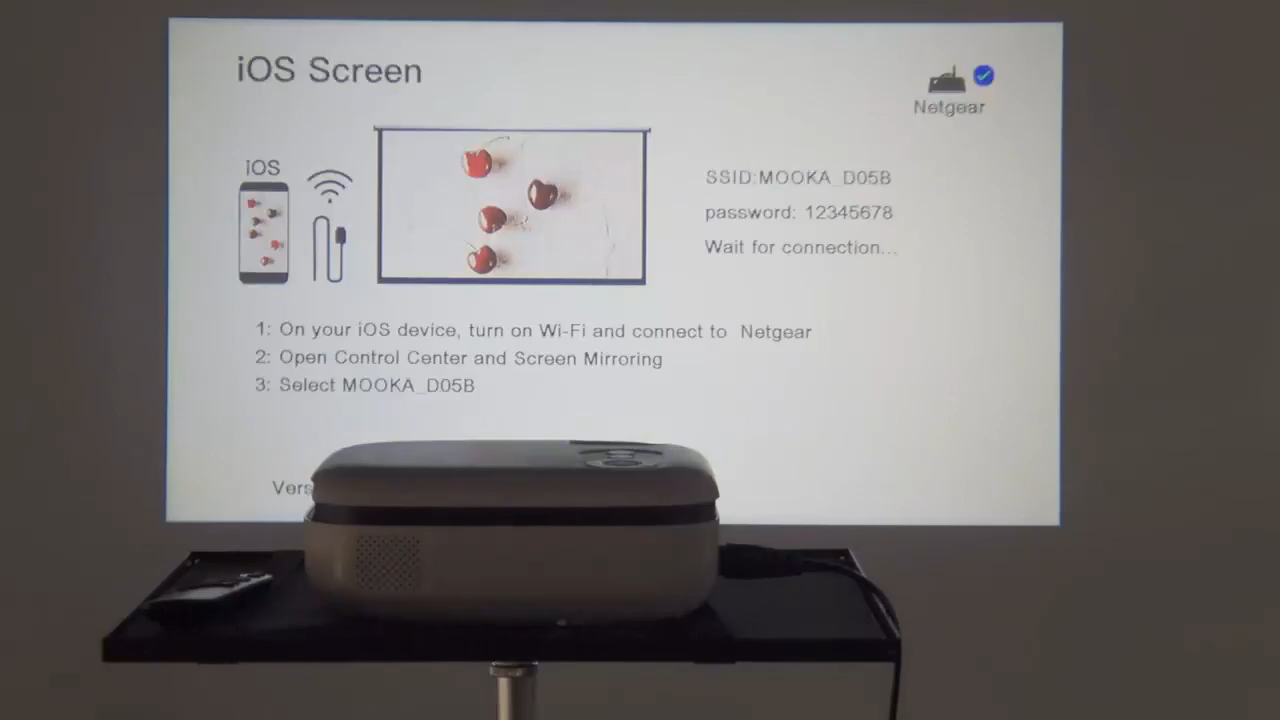 iOS Screen
Netgear
iOS
SSID:MOOKA_D05B
password: 12345678
Wait for connection...
1: On your iOS device, turn on Wi-Fi and connect to Netgear
2: Open Control Center and Screen Mirroring
3: Select MOOKA_D05B
Vers